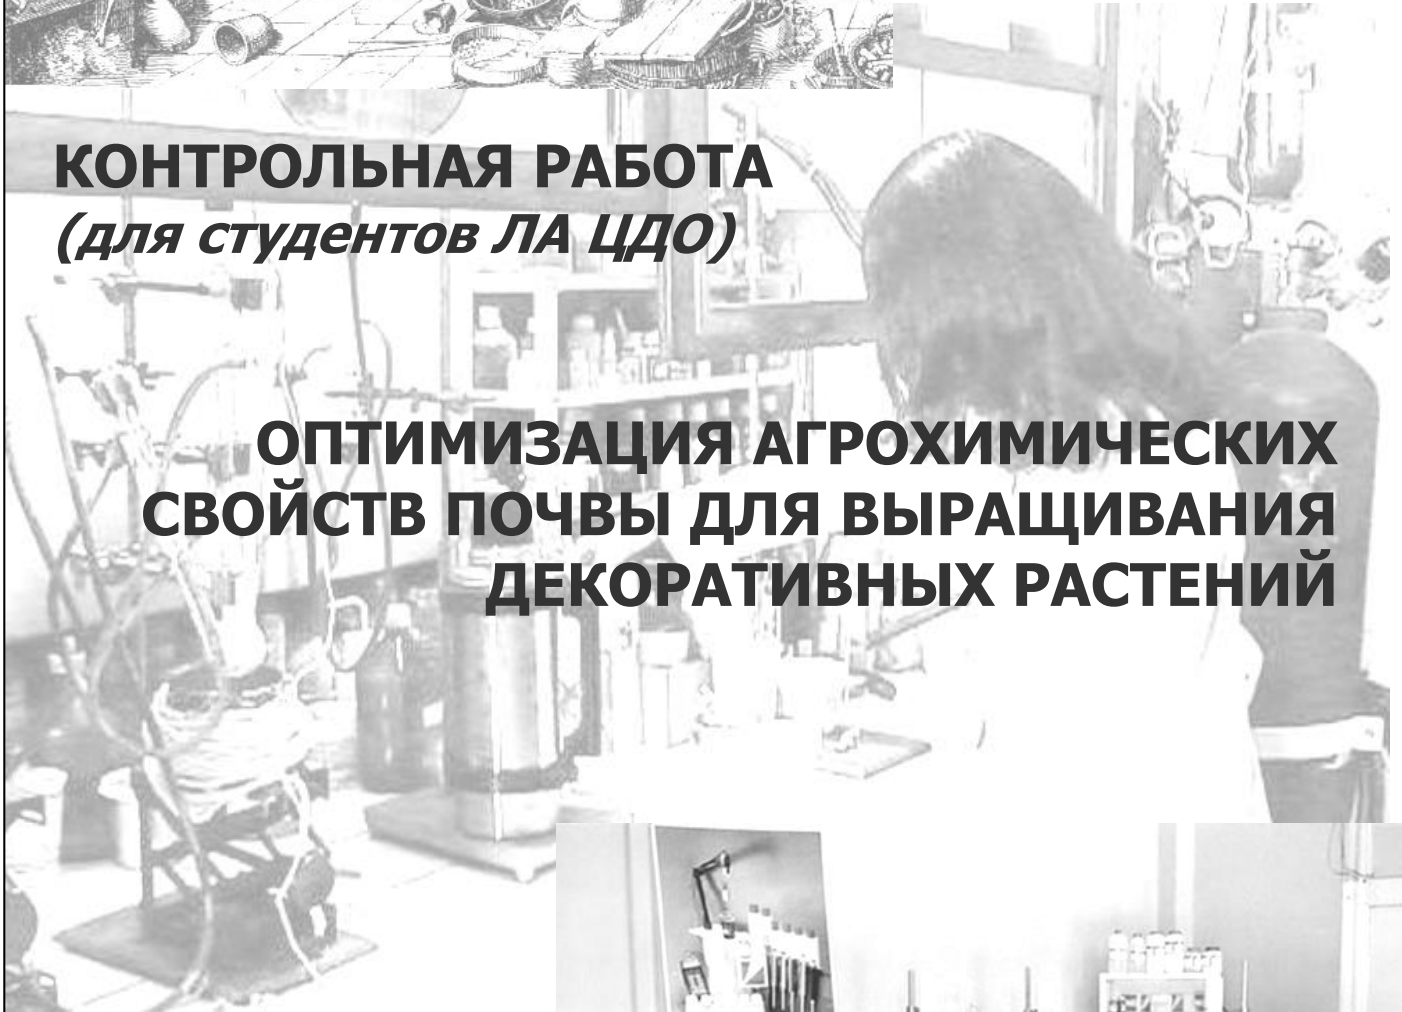 КОНТРОЛЬНАЯ РАБОТА
(для студентов ЛА ЦДО)
ОПТИМИЗАЦИЯ АГРОХИМИЧЕСКИХ
СВОЙСТВ ПОЧВЫ ДЛЯ ВЫРАЩИВАНИЯ
ДЕКОРАТИВНЫХ РАСТЕНИЙ